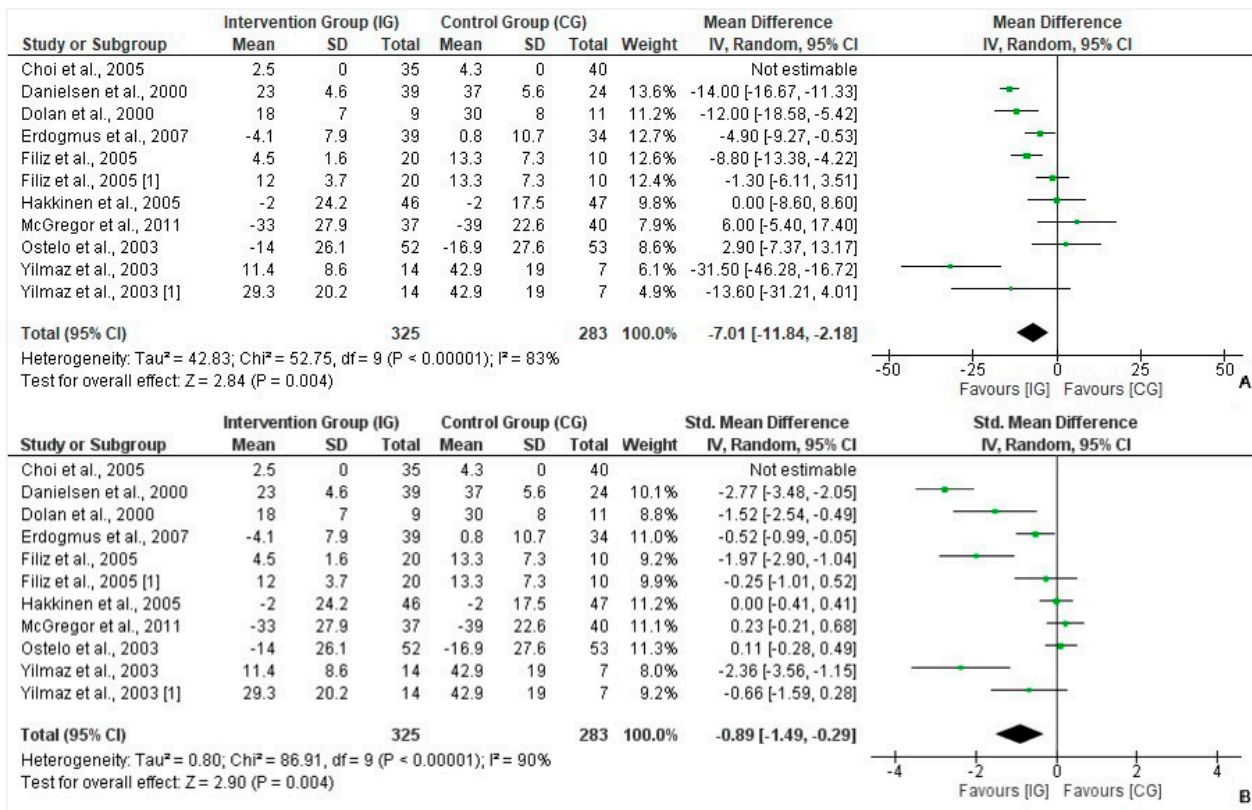 Intervention Group (IG) Control Group (CG) Mean Difference Mean Difference
Study or Subgroup Mean SD Total Mean SD Total Weight IV, Random, 95% CI IV, Random, 95% CI
Choi et al., 2005 2.5 0 35 4.3 0 40 Not estimable
Danielsen et al., 2000 23 4.6 39 37 5.6 24 13.6% -14.00 [-16.67, -11.33]
Dolan et al., 2000 18 7 9 30 8 11 11.2% -12.00 [-18.58, -5.42]
Erdogmus et al., 2007 -4.1 7.9 39 0.8 10.7 34 12.7% -4.90 [-9.27, -0.53]
Filiz et al., 2005 4.5 1.6 20 13.3 7.3 10 12.6% -8.80 [-13.38, -4.22]
Filiz et al., 2005 [1] 12 3.7 20 13.3 7.3 10 12.4% -1.30 [-6.11, 3.51]
Hakkinen et al., 2005 -2 24.2 46 -2 17.5 47 9.8% 0.00 [-8.60, 8.60]
McGregor et al., 2011 -33 27.9 37 -39 22.6 40 7.9% 6.00 [-5.40, 17.40]
Ostelo et al., 2003 -14 26.1 52 -16.9 27.6 53 8.6% 2.90 [-7.37, 13.17]
Yilmaz et al., 2003 11.4 8.6 14 42.9 19 7 6.1% -31.50 [-46.28, -16.72]
Yilmaz et al., 2003 [1] 29.3 20.2 14 42.9 19 7 4.9% -13.60 [-31.21, 4.01]
Total (95% CI) 325 283 100.0% -7.01 [-11.84, -2.18]
Heterogeneity: Tau² = 42.83; Chi² = 52.75, df = 9 (P < 0.00001); I² = 83%
Test for overall effect: Z = 2.84 (P = 0.004)
-50 -25 0 25 50
Favours [IG] Favours [CG]
A
Intervention Group (IG) Control Group (CG) Std. Mean Difference Std. Mean Difference
Study or Subgroup Mean SD Total Mean SD Total Weight IV, Random, 95% CI IV, Random, 95% CI
Choi et al., 2005 2.5 0 35 4.3 0 40 Not estimable
Danielsen et al., 2000 23 4.6 39 37 5.6 24 10.1% -2.77 [-3.48, -2.05]
Dolan et al., 2000 18 7 9 30 8 11 8.8% -1.52 [-2.54, -0.49]
Erdogmus et al., 2007 -4.1 7.9 39 0.8 10.7 34 11.0% -0.52 [-0.99, -0.05]
Filiz et al., 2005 4.5 1.6 20 13.3 7.3 10 9.2% -1.97 [-2.90, -1.04]
Filiz et al., 2005 [1] 12 3.7 20 13.3 7.3 10 9.9% -0.25 [-1.01, 0.52]
Hakkinen et al., 2005 -2 24.2 46 -2 17.5 47 11.2% 0.00 [-0.41, 0.41]
McGregor et al., 2011 -33 27.9 37 -39 22.6 40 11.1% 0.23 [-0.21, 0.68]
Ostelo et al., 2003 -14 26.1 52 -16.9 27.6 53 11.3% 0.11 [-0.28, 0.49]
Yilmaz et al., 2003 11.4 8.6 14 42.9 19 7 8.0% -2.36 [-3.56, -1.15]
Yilmaz et al., 2003 [1] 29.3 20.2 14 42.9 19 7 9.2% -0.66 [-1.59, 0.28]
Total (95% CI) 325 283 100.0% -0.89 [-1.49, -0.29]
Heterogeneity: Tau² = 0.80; Chi² = 86.91, df = 9 (P < 0.00001); I² = 90%
Test for overall effect: Z = 2.90 (P = 0.004)
-4 -2 0 2 4
Favours [IG] Favours [CG]
B